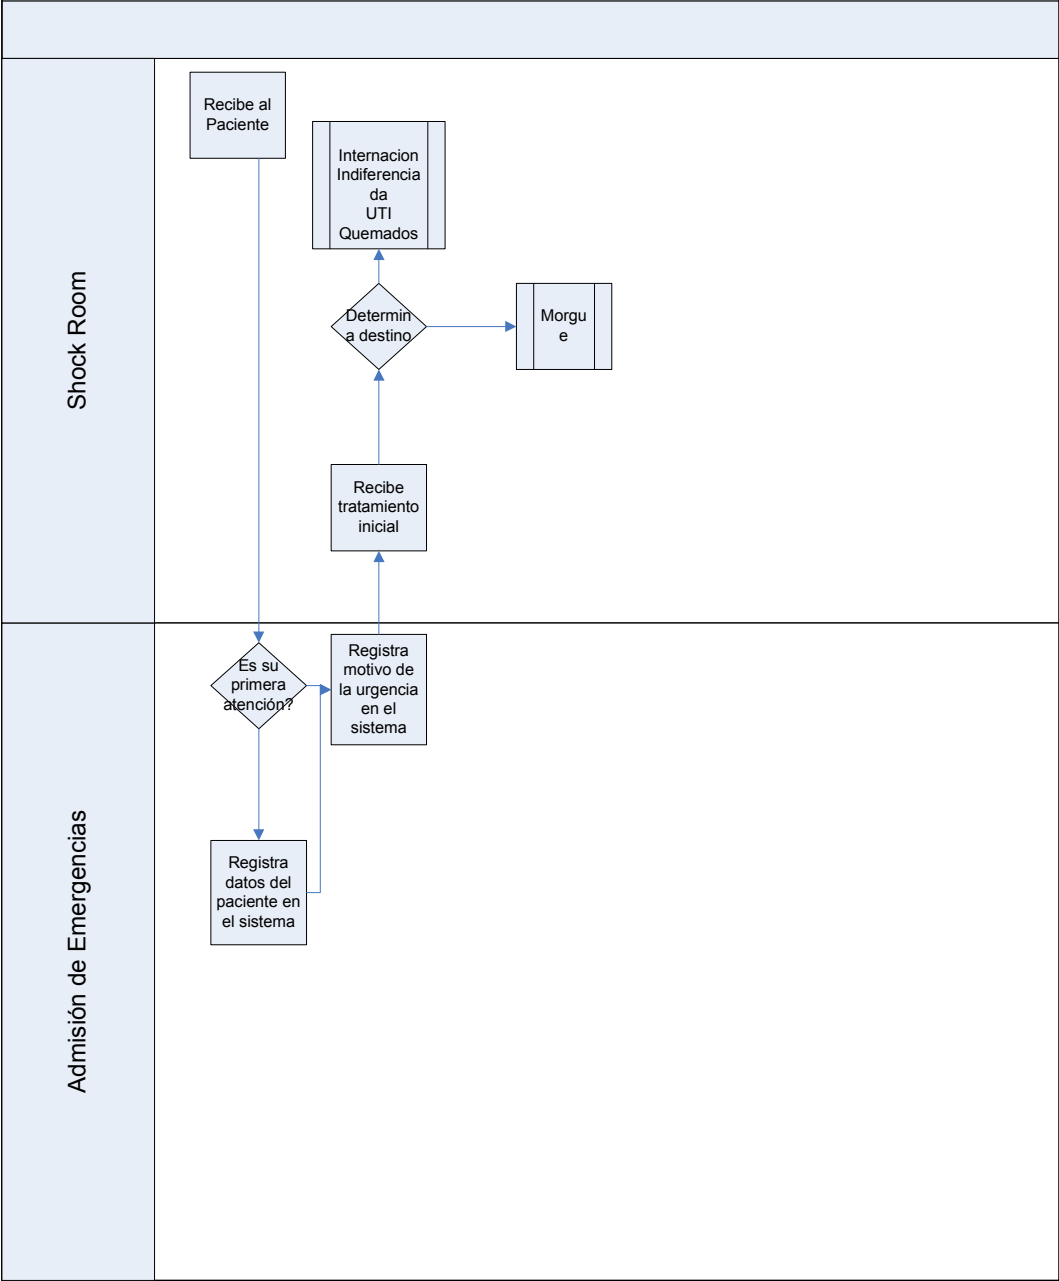 Shock Room
Recibe al
Paciente
Internacion
Indiferencia
da
UTI
Quemados
Determin
a destino
Morgu
e
Recibe
tratamiento
inicial
Admisión de Emergencias
Es su
primera
atención?
Registra
motivo de
la urgencia
en el
sistema
Registra
datos del
paciente en
el sistema